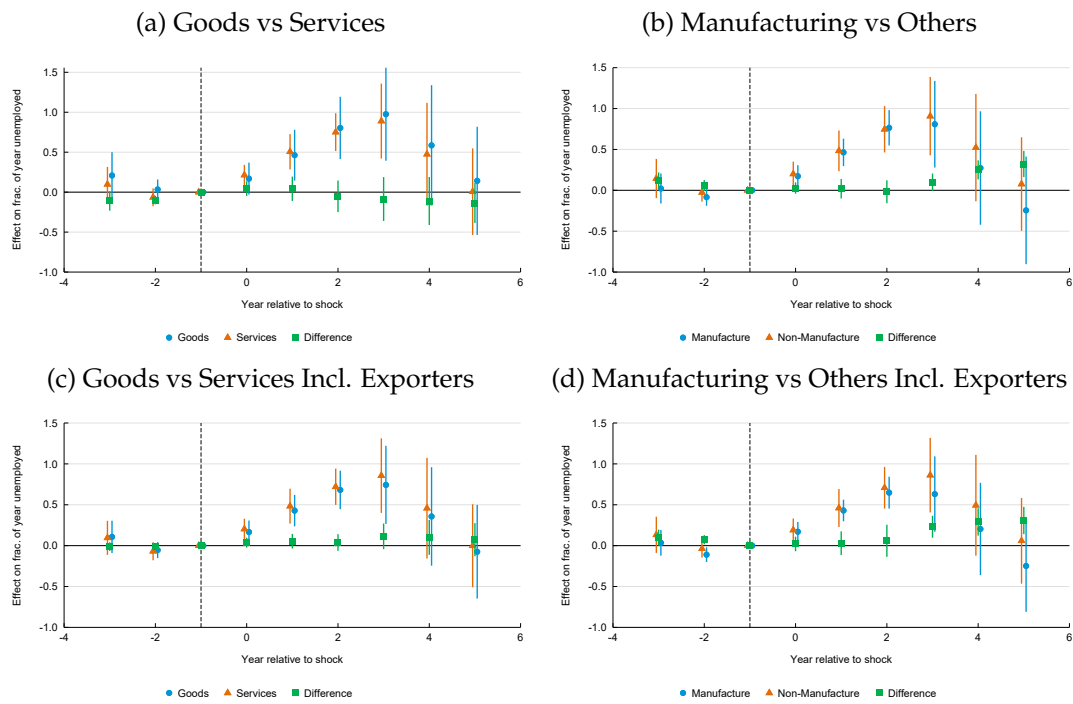 (a) Goods vs Services
(b) Manufacturing vs Others
Effect on frac. of year unemployed
1.5
1.0
0.5
0.0
-0.5
-1.0
-4
-2
0
2
4
6
Year relative to shock
Goods
Services
Difference
Effect on frac. of year unemployed
1.5
1.0
0.5
0.0
-0.5
-1.0
-4
-2
0
2
4
6
Year relative to shock
Manufacture
Non-Manufacture
Difference
(c) Goods vs Services Incl. Exporters
(d) Manufacturing vs Others Incl. Exporters
Effect on frac. of year unemployed
1.5
1.0
0.5
0.0
-0.5
-1.0
-4
-2
0
2
4
6
Year relative to shock
Goods
Services
Difference
Effect on frac. of year unemployed
1.5
1.0
0.5
0.0
-0.5
-1.0
-4
-2
0
2
4
6
Year relative to shock
Manufacture
Non-Manufacture
Difference